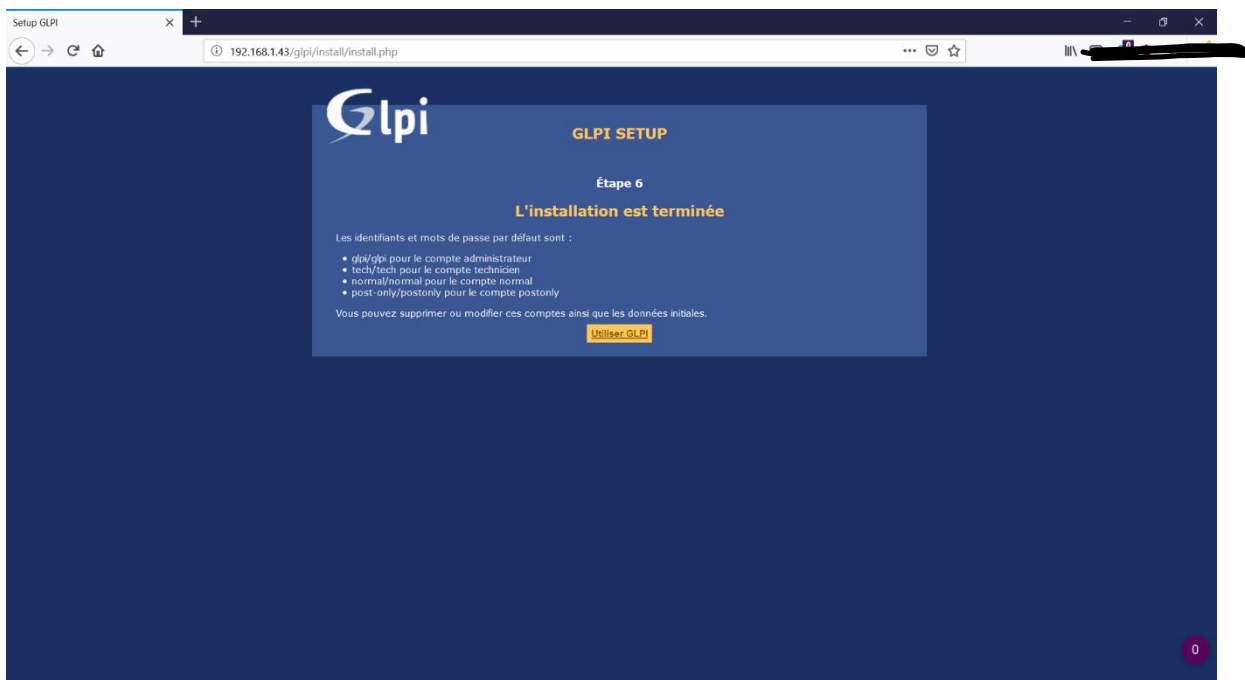 Setup GLPI
192.168.1.43/glpi/install/install.php
Glpi
GLPI SETUP
Étape 6
L'installation est terminée
Les identifiants et mots de passe par défaut sont :
• glpi/glpi pour le compte administrateur
• tech/tech pour le compte technicien
• normal/normal pour le compte normal
• post-only/postonly pour le compte postonly
Vous pouvez supprimer ou modifier ces comptes ainsi que les données initiales.
Utiliser GLPI
0